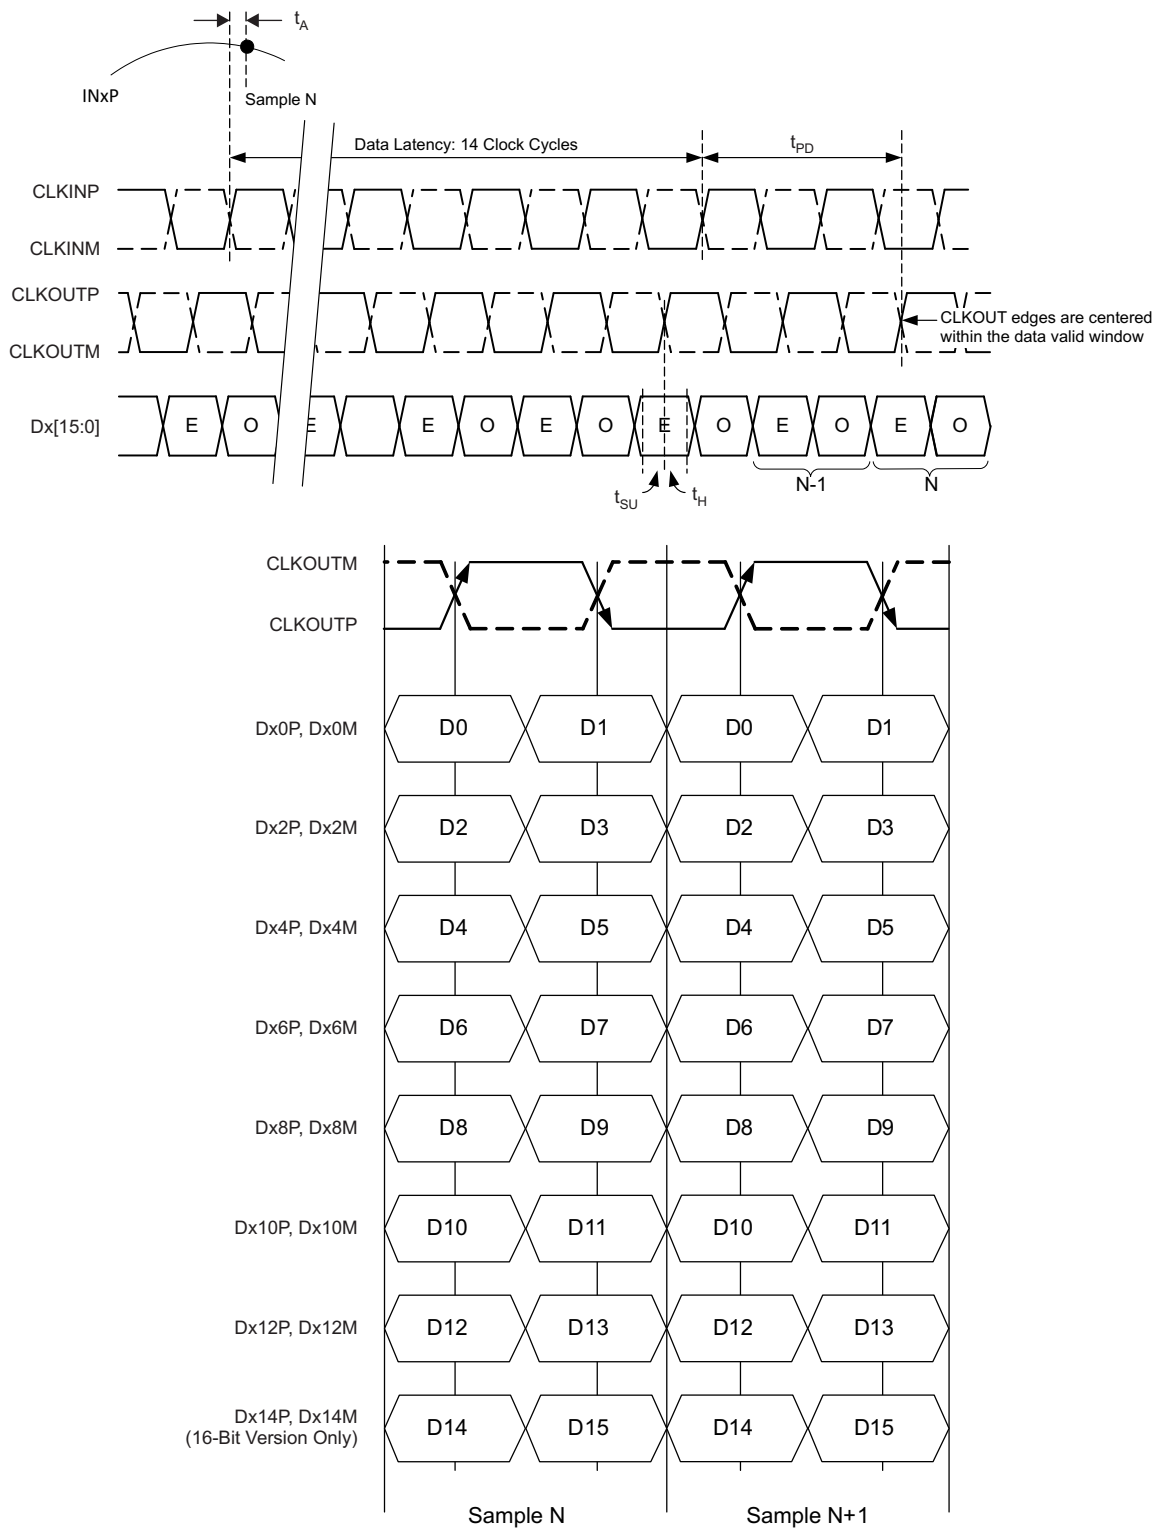 tA
INxP
Sample N
Data Latency: 14 Clock Cycles
tPD
CLKINP
CLKINM
CLKOUTP
CLKOUTM
CLKOUT edges are centered
within the data valid window
Dx[15:0]
E O E E O E O E O E O E O
tSU
tH
N-1
N
CLKOUTM
CLKOUTP
Dx0P, Dx0M D0 D1 D0 D1
Dx2P, Dx2M D2 D3 D2 D3
Dx4P, Dx4M D4 D5 D4 D5
Dx6P, Dx6M D6 D7 D6 D7
Dx8P, Dx8M D8 D9 D8 D9
Dx10P, Dx10M D10 D11 D10 D11
Dx12P, Dx12M D12 D13 D12 D13
Dx14P, Dx14M
(16-Bit Version Only)
D14 D15 D14 D15
Sample N
Sample N+1